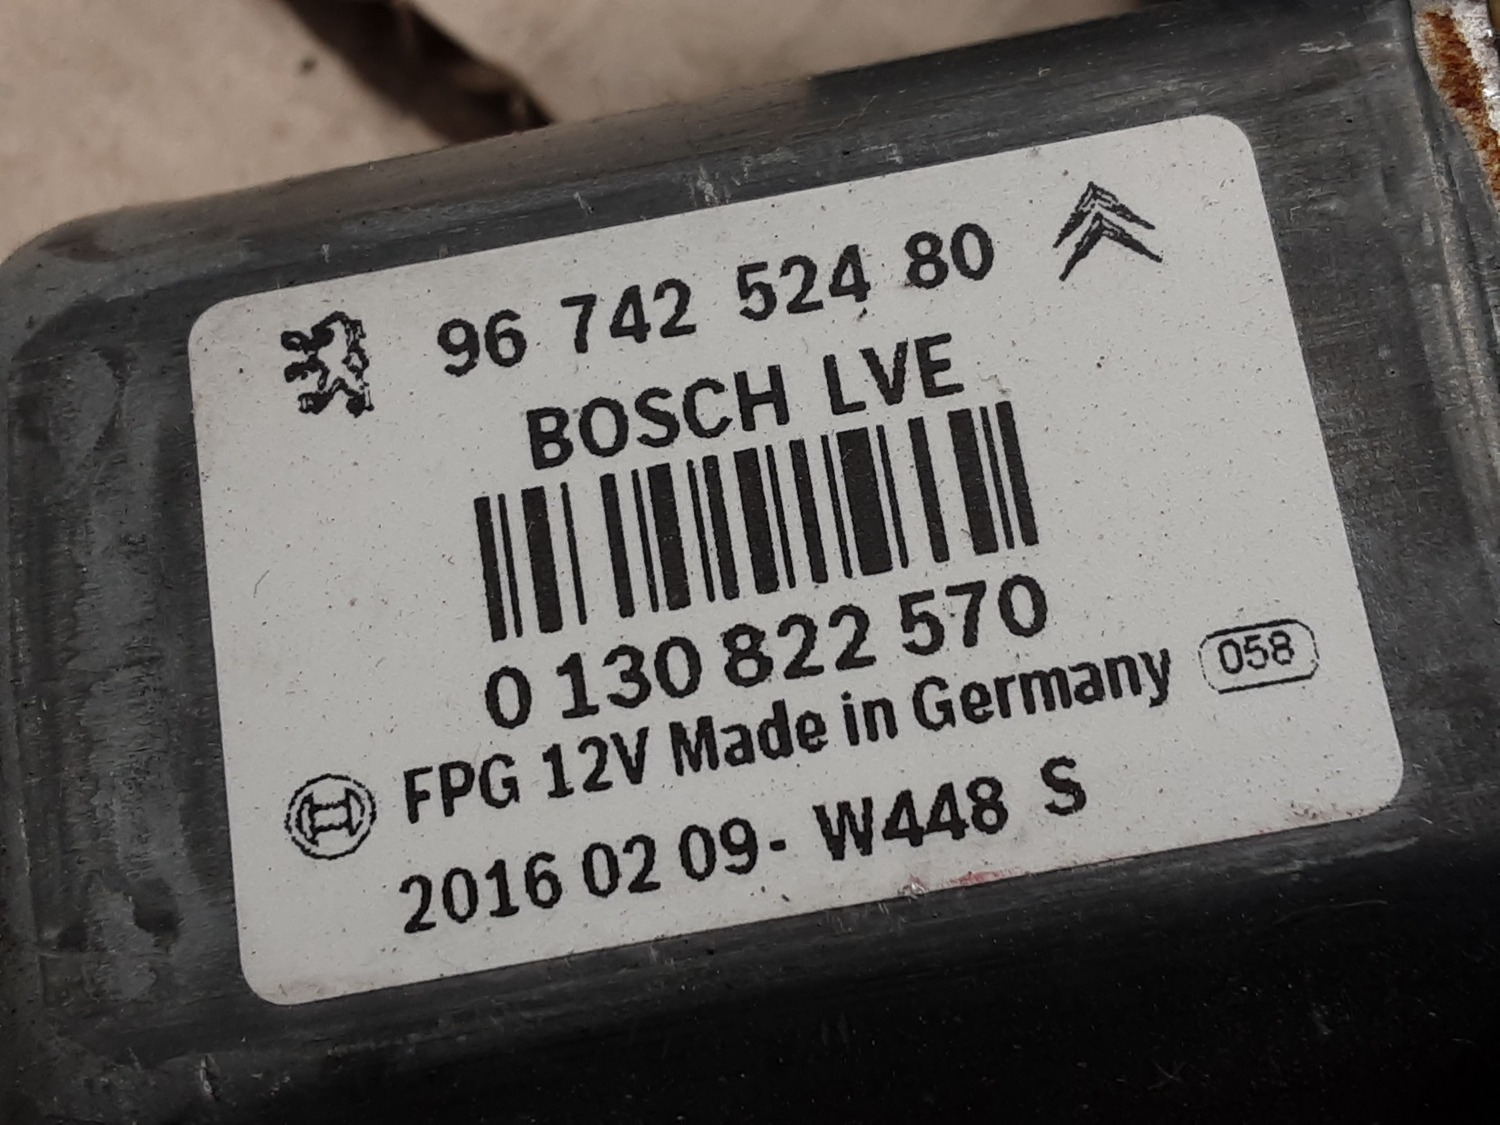 96 742 524 80
BOSCH LVE
0 130 822 570
FPG 12V Made in Germany 058
2016 02 09- W448 S